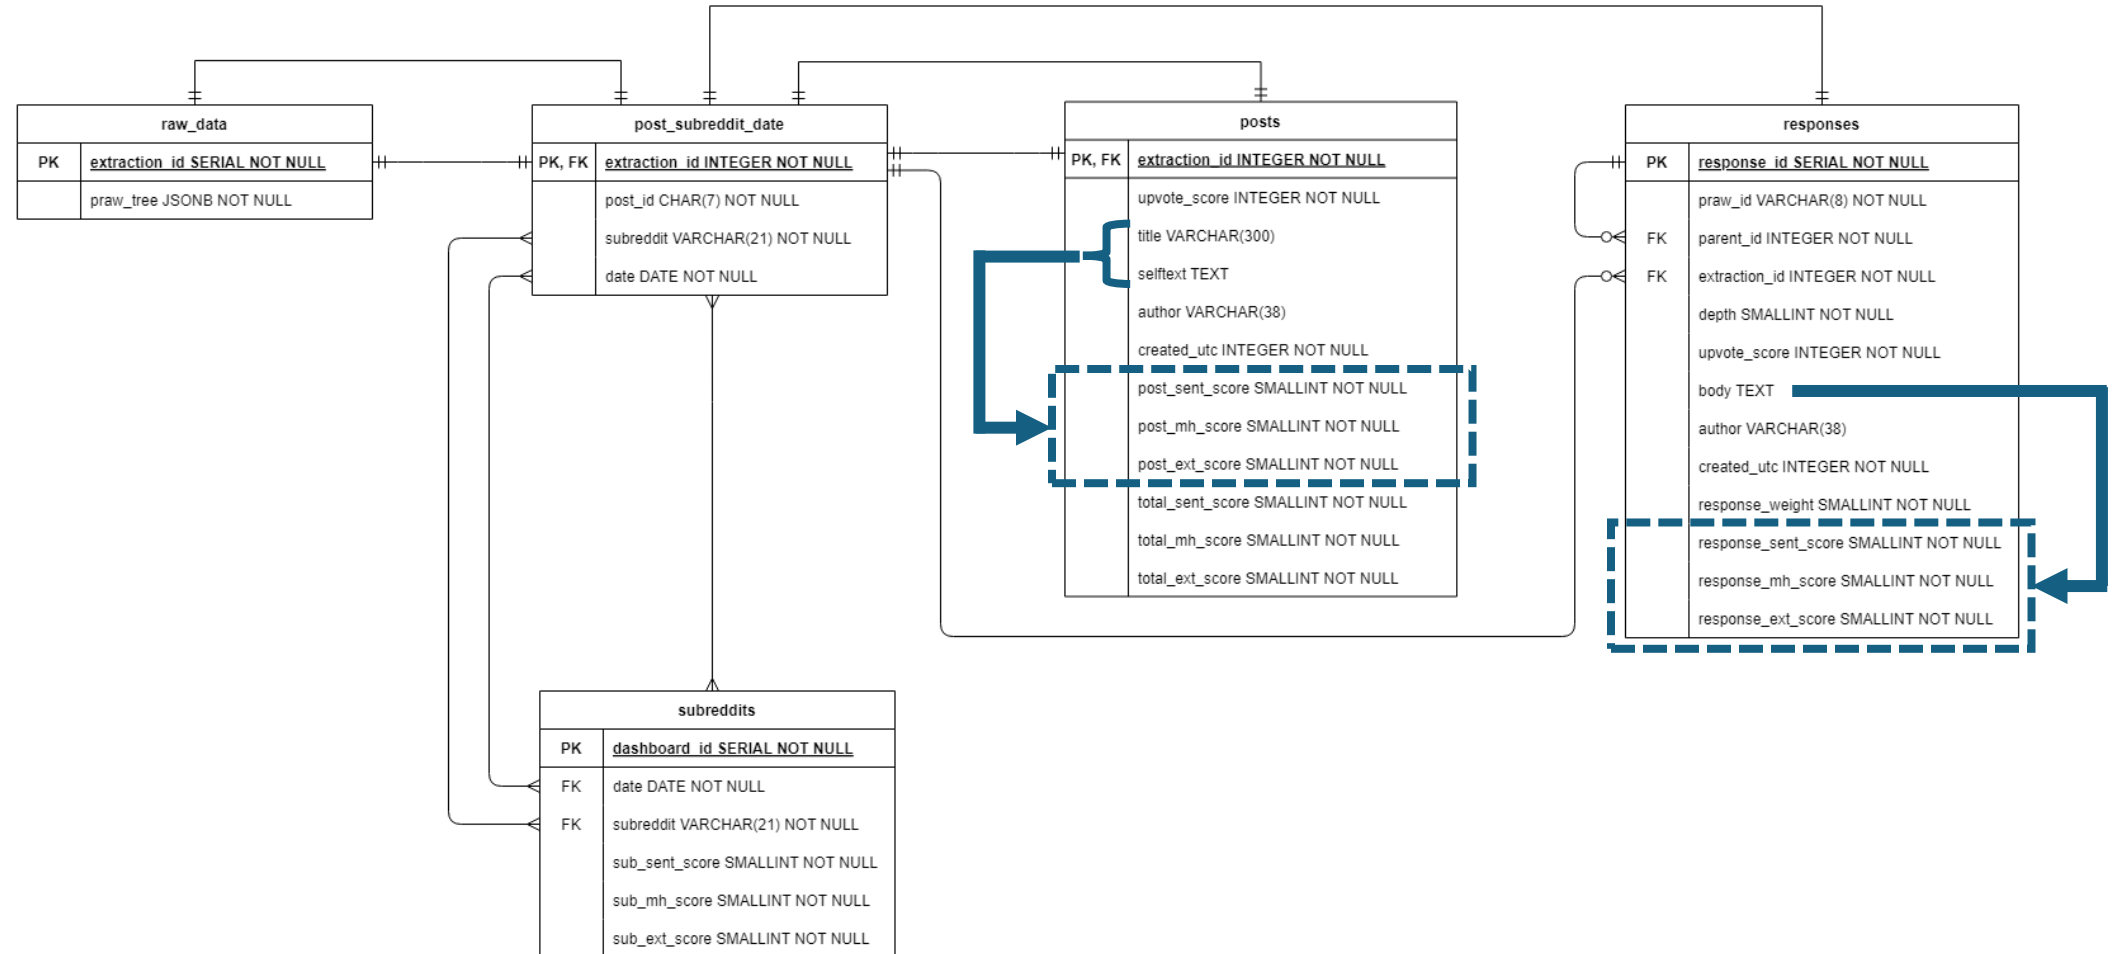 raw_data
PK extraction_id SERIAL NOT NULL
praw_tree JSONB NOT NULL
post_subreddit_date
PK, FK extraction_id INTEGER NOT NULL
post_id CHAR(7) NOT NULL
subreddit VARCHAR(21) NOT NULL
date DATE NOT NULL
posts
PK, FK extraction_id INTEGER NOT NULL
upvote_score INTEGER NOT NULL
title VARCHAR(300)
selftext TEXT
author VARCHAR(38)
created_utc INTEGER NOT NULL
post_sent_score SMALLINT NOT NULL
post_mh_score SMALLINT NOT NULL
post_ext_score SMALLINT NOT NULL
total_sent_score SMALLINT NOT NULL
total_mh_score SMALLINT NOT NULL
total_ext_score SMALLINT NOT NULL
responses
PK response_id SERIAL NOT NULL
praw_id VARCHAR(8) NOT NULL
FK parent_id INTEGER NOT NULL
FK extraction_id INTEGER NOT NULL
depth SMALLINT NOT NULL
upvote_score INTEGER NOT NULL
body TEXT
author VARCHAR(38)
created_utc INTEGER NOT NULL
response_weight SMALLINT NOT NULL
response_sent_score SMALLINT NOT NULL
response_mh_score SMALLINT NOT NULL
response_ext_score SMALLINT NOT NULL
subreddits
PK dashboard_id SERIAL NOT NULL
FK date DATE NOT NULL
FK subreddit VARCHAR(21) NOT NULL
sub_sent_score SMALLINT NOT NULL
sub_mh_score SMALLINT NOT NULL
sub_ext_score SMALLINT NOT NULL